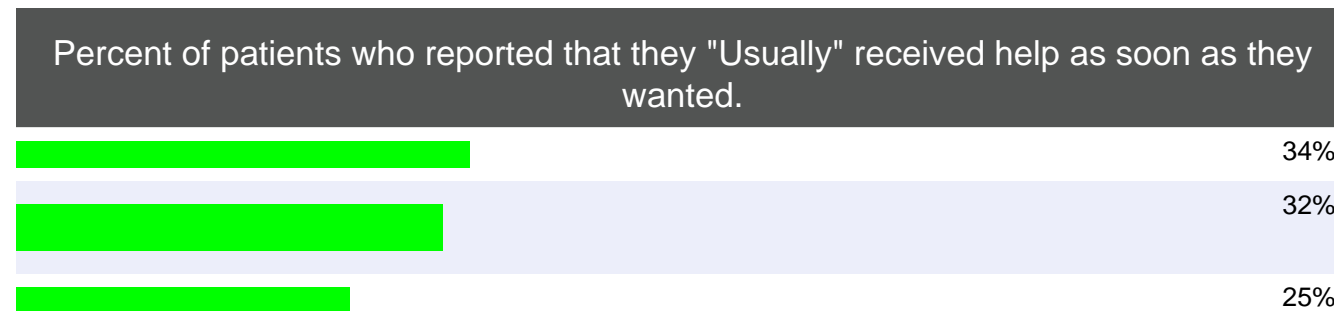 Percent of patients who reported that they "Usually" received help as soon as they
wanted.
34%
32%
25%